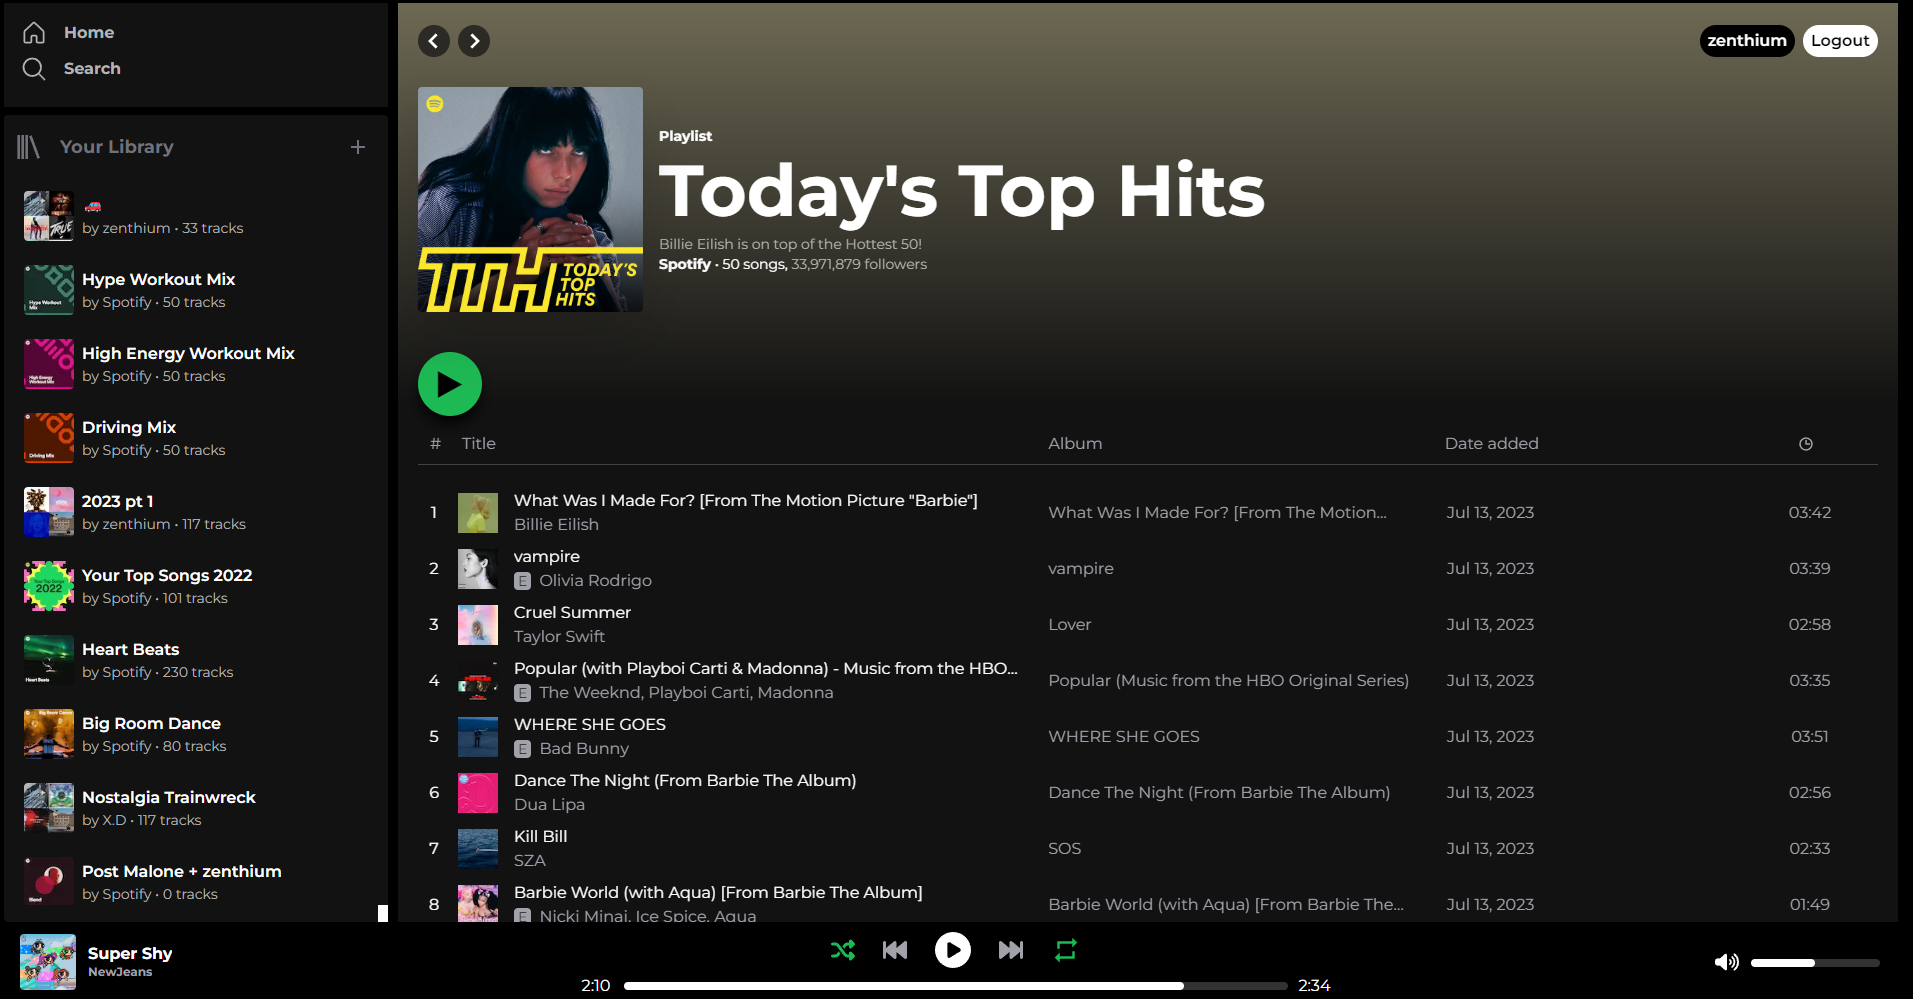 Home
Search
Your Library
by zenthium • 33 tracks
Hype Workout Mix
by Spotify • 50 tracks
High Energy Workout Mix
by Spotify • 50 tracks
Driving Mix
by Spotify • 50 tracks
2023 pt 1
by zenthium • 117 tracks
Your Top Songs 2022
by Spotify • 101 tracks
Heart Beats
by Spotify • 230 tracks
Big Room Dance
by Spotify • 80 tracks
Nostalgia Trainwreck
by X.D • 117 tracks
Post Malone + zenthium
by Spotify • 0 tracks
zenthium
Logout
TODAY'S
TOP
HITS
Playlist
Today's Top Hits
Billie Eilish is on top of the Hottest 50!
Spotify • 50 songs, 33,971,879 followers
# Title Album Date added
1 What Was I Made For? [From The Motion Picture "Barbie"] What Was I Made For? [From The Motion... Jul 13, 2023 03:42
Billie Eilish
2 vampire vampire Jul 13, 2023 03:39
E Olivia Rodrigo
3 Cruel Summer Lover Jul 13, 2023 02:58
Taylor Swift
4 Popular (with Playboi Carti & Madonna) - Music from the HBO... Popular (Music from the HBO Original Series) Jul 13, 2023 03:35
E The Weeknd, Playboi Carti, Madonna
5 WHERE SHE GOES WHERE SHE GOES Jul 13, 2023 03:51
E Bad Bunny
6 Dance The Night (From Barbie The Album) Dance The Night (From Barbie The Album) Jul 13, 2023 02:56
Dua Lipa
7 Kill Bill SOS Jul 13, 2023 02:33
SZA
8 Barbie World (with Aqua) [From Barbie The Album] Barbie World (with Aqua) [From Barbie The... Jul 13, 2023 01:49
E Nicki Minaj, Ice Spice, Aqua
Super Shy
NewJeans
2:10 2:34